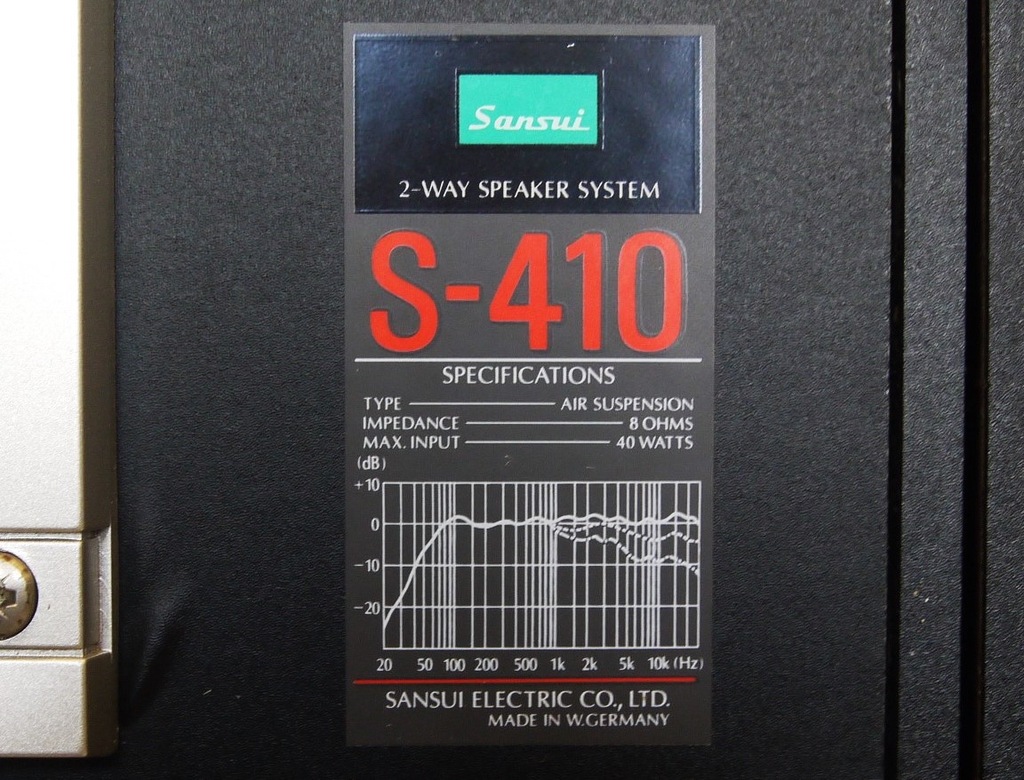 Sansui
2-WAY SPEAKER SYSTEM
S-410
SPECIFICATIONS
TYPE AIR SUSPENSION
IMPEDANCE 8 OHMS
MAX. INPUT 40 WATTS
(dB)
+10
0
-10
-20
20 50 100 200 500 1k 2k 5k 10k (Hz)
SANSUI ELECTRIC CO., LTD.
MADE IN W.GERMANY